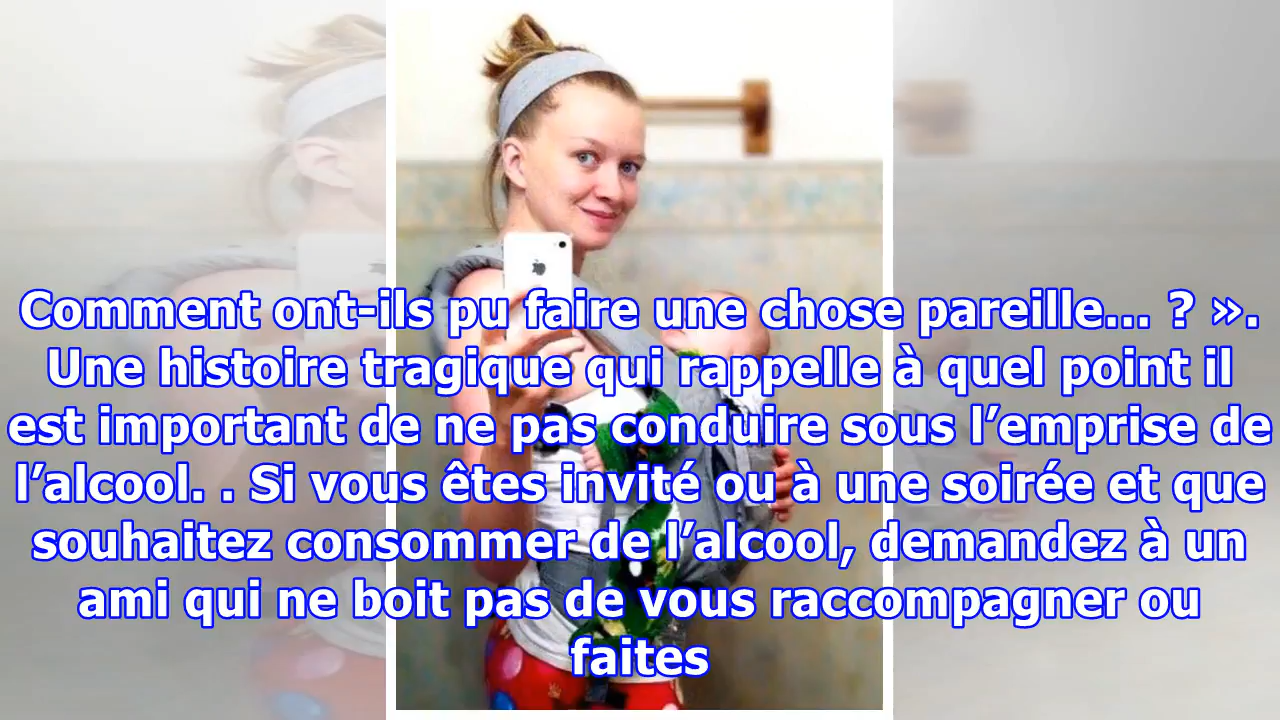 Comment ont-ils pu faire une chose pareille... ? ».
Une histoire tragique qui rappelle à quel point il
est important de ne pas conduire sous l’emprise de
l’alcool. . Si vous êtes invité ou à une soirée et que
souhaitez consommer de l’alcool, demandez à un
ami qui ne boit pas de vous raccompagner ou
faites